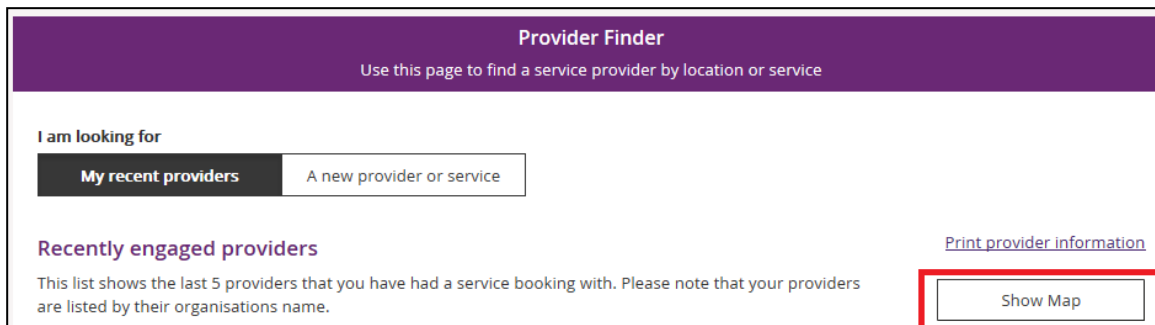 Provider Finder
Use this page to find a service provider by location or service
I am looking for
My recent providers
A new provider or service
Recently engaged providers
Print provider information
This list shows the last 5 providers that you have had a service booking with. Please note that your providers
are listed by their organisations name.
Show Map